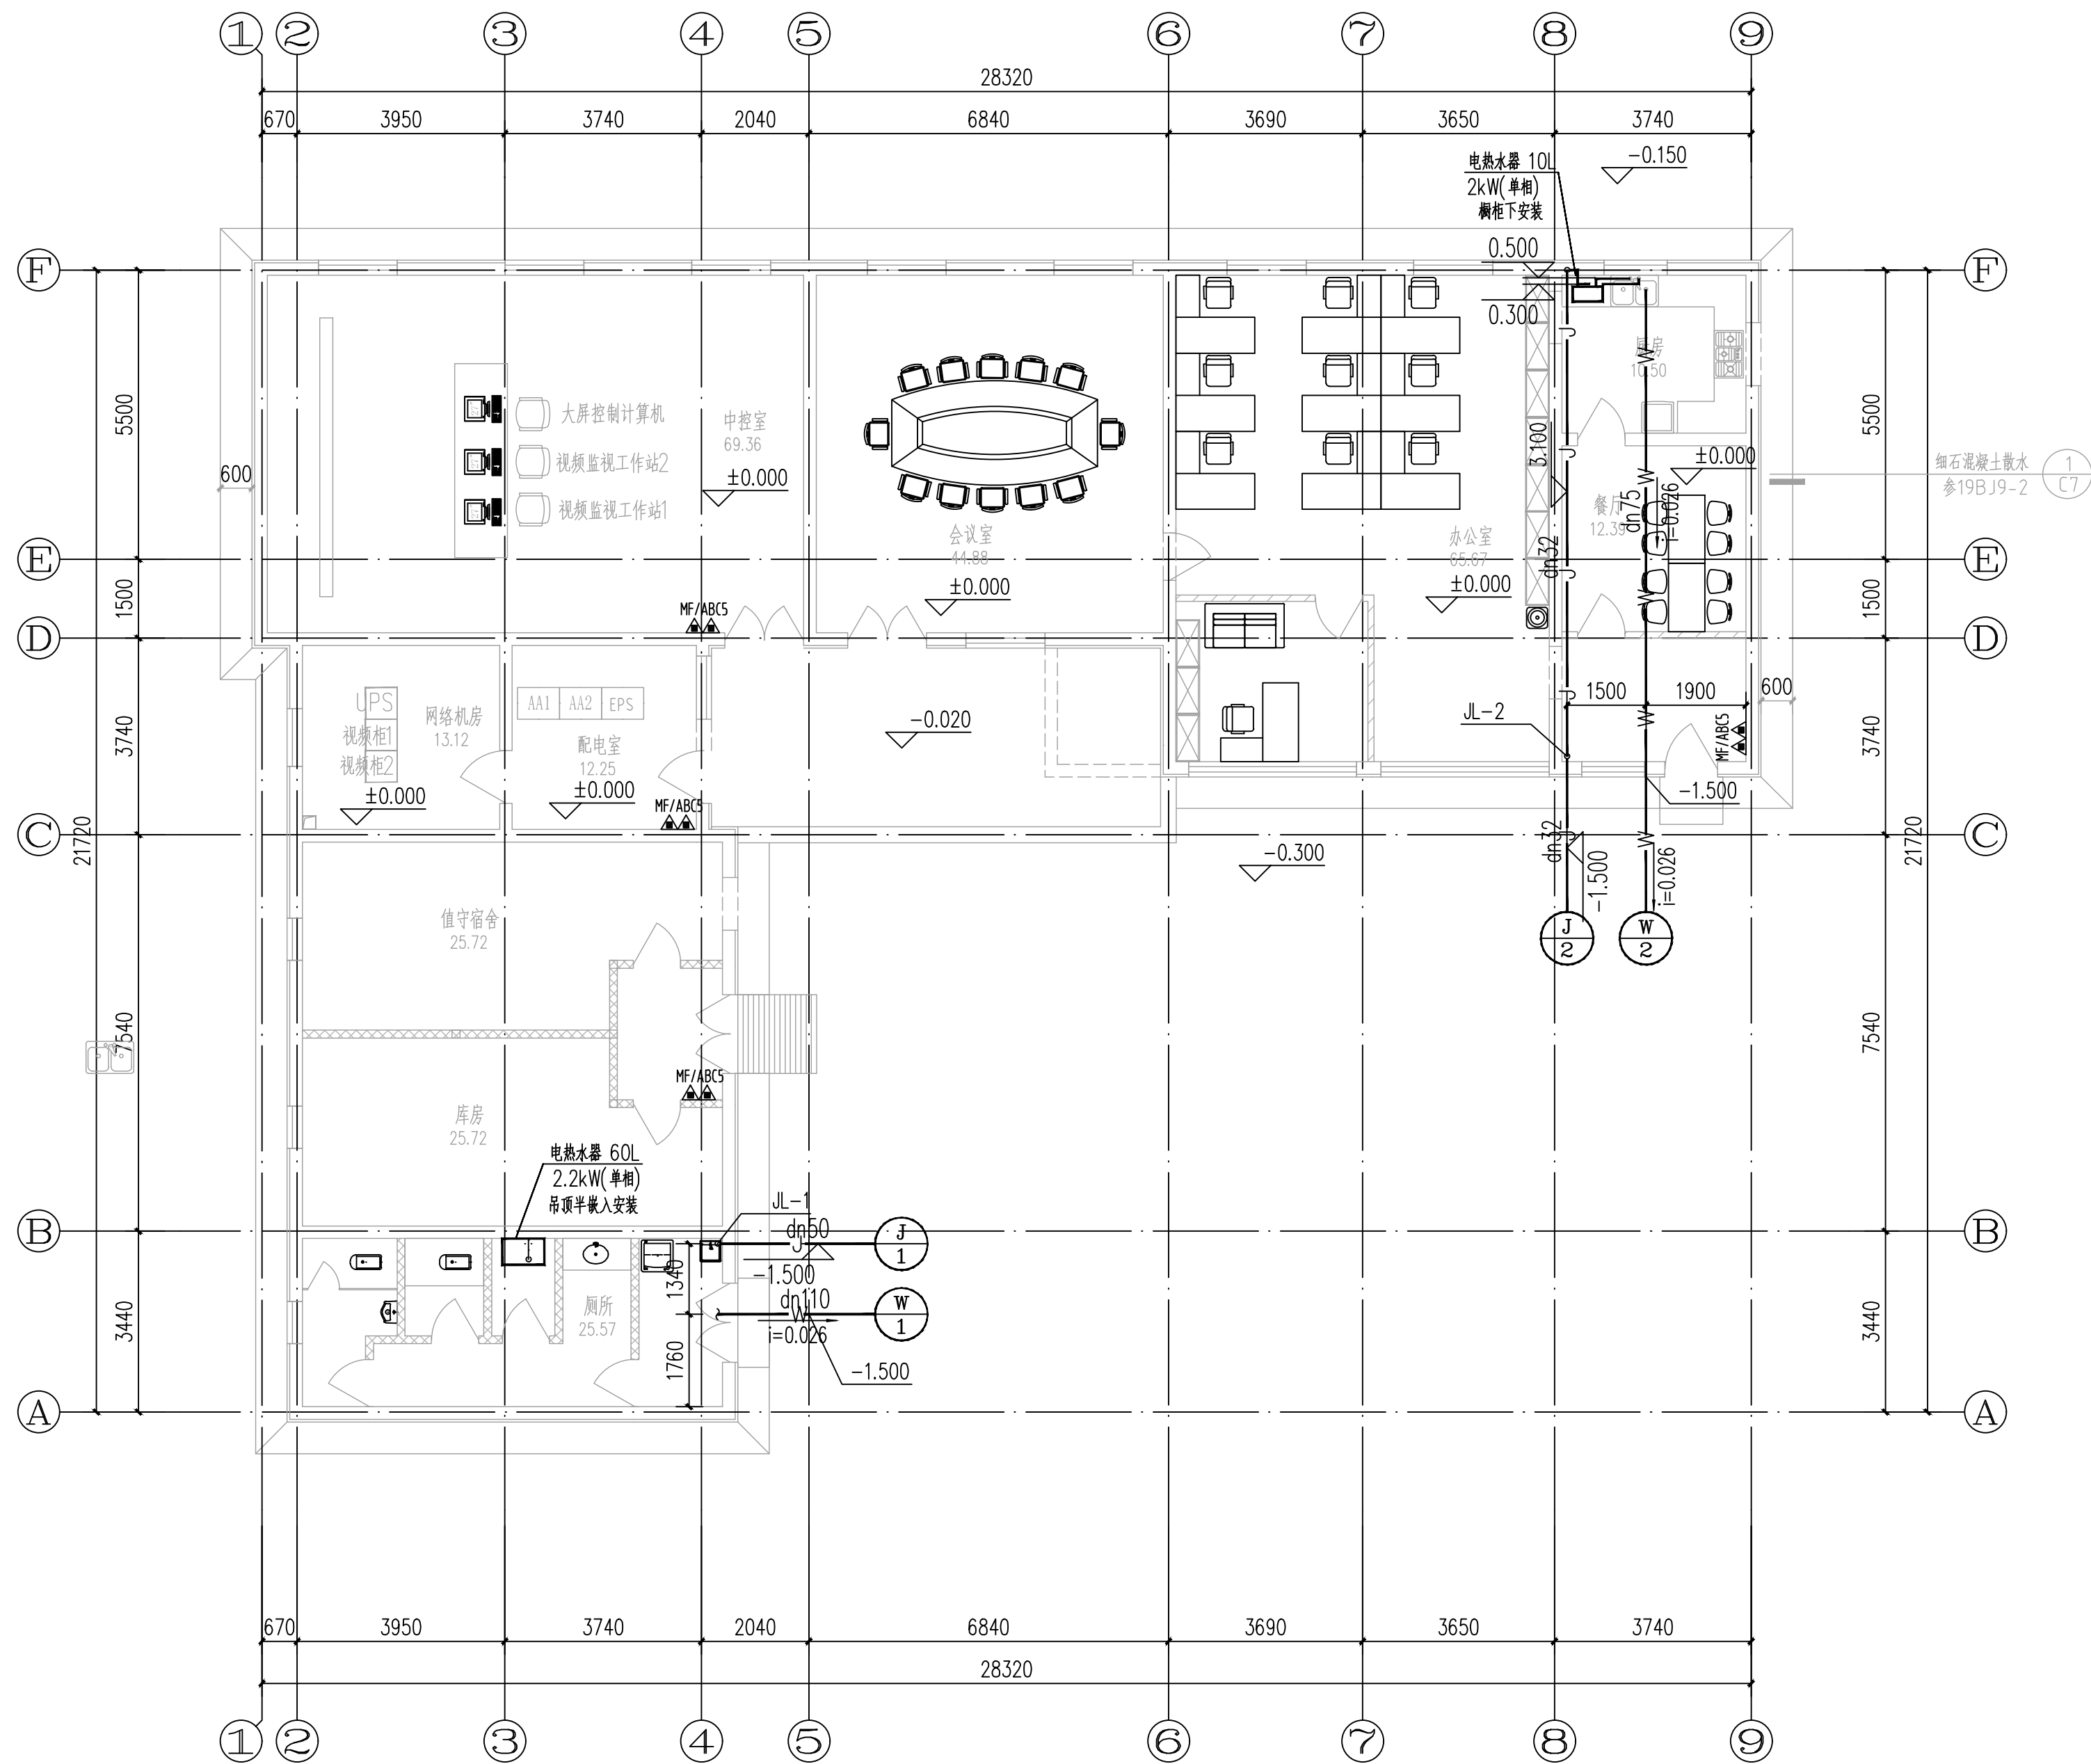 1 2 3 4 5 6 7 8 9
28320
670 3950 3740 2040 6840 3690 3650 3740
电热水器 10L
2kW(单相)
橱柜下安装
-0.150
0.500
0.300
F
F
5500
5500
厨房
10.50
大屏控制计算机
视频监视工作站2
视频监视工作站1
中控室
69.36
±0.000
600
3.100
±0.000
细石混凝土散水
参19BJ9-2
1
C7
餐厅
12.39
dn75
i=0.026
dn32
会议室
44.88
±0.000
办公室
65.67
±0.000
E
E
1500
1500
MF/ABC5
D
D
UPS
视频柜1
视频柜2
网络机房
13.12
±0.000
AA1 AA2 EPS
配电室
12.25
±0.000
MF/ABC5
-0.020
JL-2
J
J
J
J
J
W
W
W
W
W
1500 1900 600
MF/ABC5
-1.500
3740
3740
21720
21720
C
C
-0.300
dn32
-1.500
i=0.026
J
2
W
2
值守宿舍
25.72
7540
7540
MF/ABC5
库房
25.72
电热水器 60L
2.2kW(单相)
吊顶半嵌入安装
JL-1
B
B
dn50
J
J
1
-1.500
1340
dn110
W
W
1
i=0.026
厕所
25.57
1760
-1.500
3440
3440
A
A
670 3950 3740 2040 6840 3690 3650 3740
28320
1 2 3 4 5 6 7 8 9